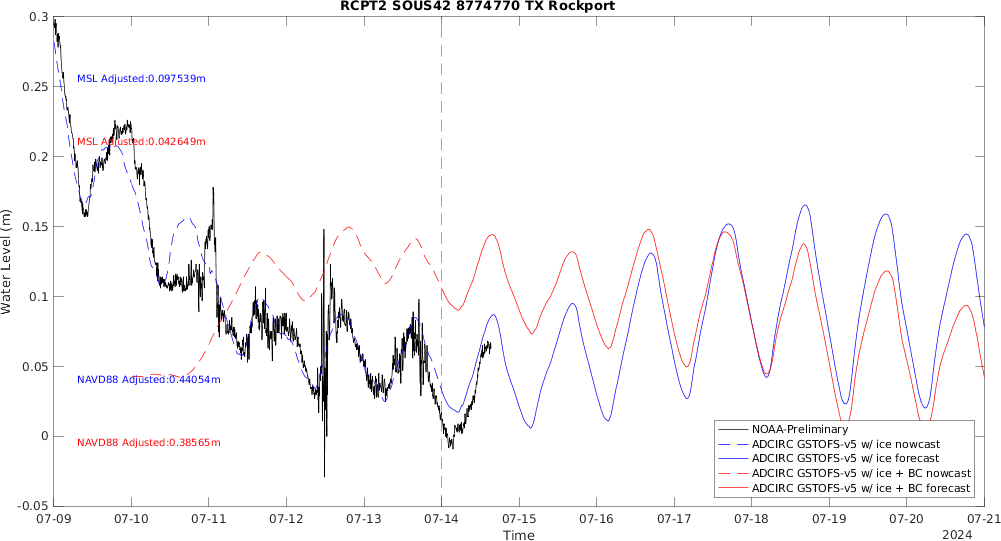 RCPT2 SOUS42 8774770 TX Rockport
Water Level (m)
0.3
0.25
0.2
0.15
0.1
0.05
0
-0.05
MSL Adjusted:0.097539m
MSL Adjusted:0.042649m
NAVD88 Adjusted:0.44054m
NAVD88 Adjusted:0.38565m
NOAA-Preliminary
ADCIRC GSTOFS-v5 w/ ice nowcast
ADCIRC GSTOFS-v5 w/ ice forecast
ADCIRC GSTOFS-v5 w/ ice + BC nowcast
ADCIRC GSTOFS-v5 w/ ice + BC forecast
07-09 07-10 07-11 07-12 07-13 07-14 07-15 07-16 07-17 07-18 07-19 07-20 07-21
Time
2024